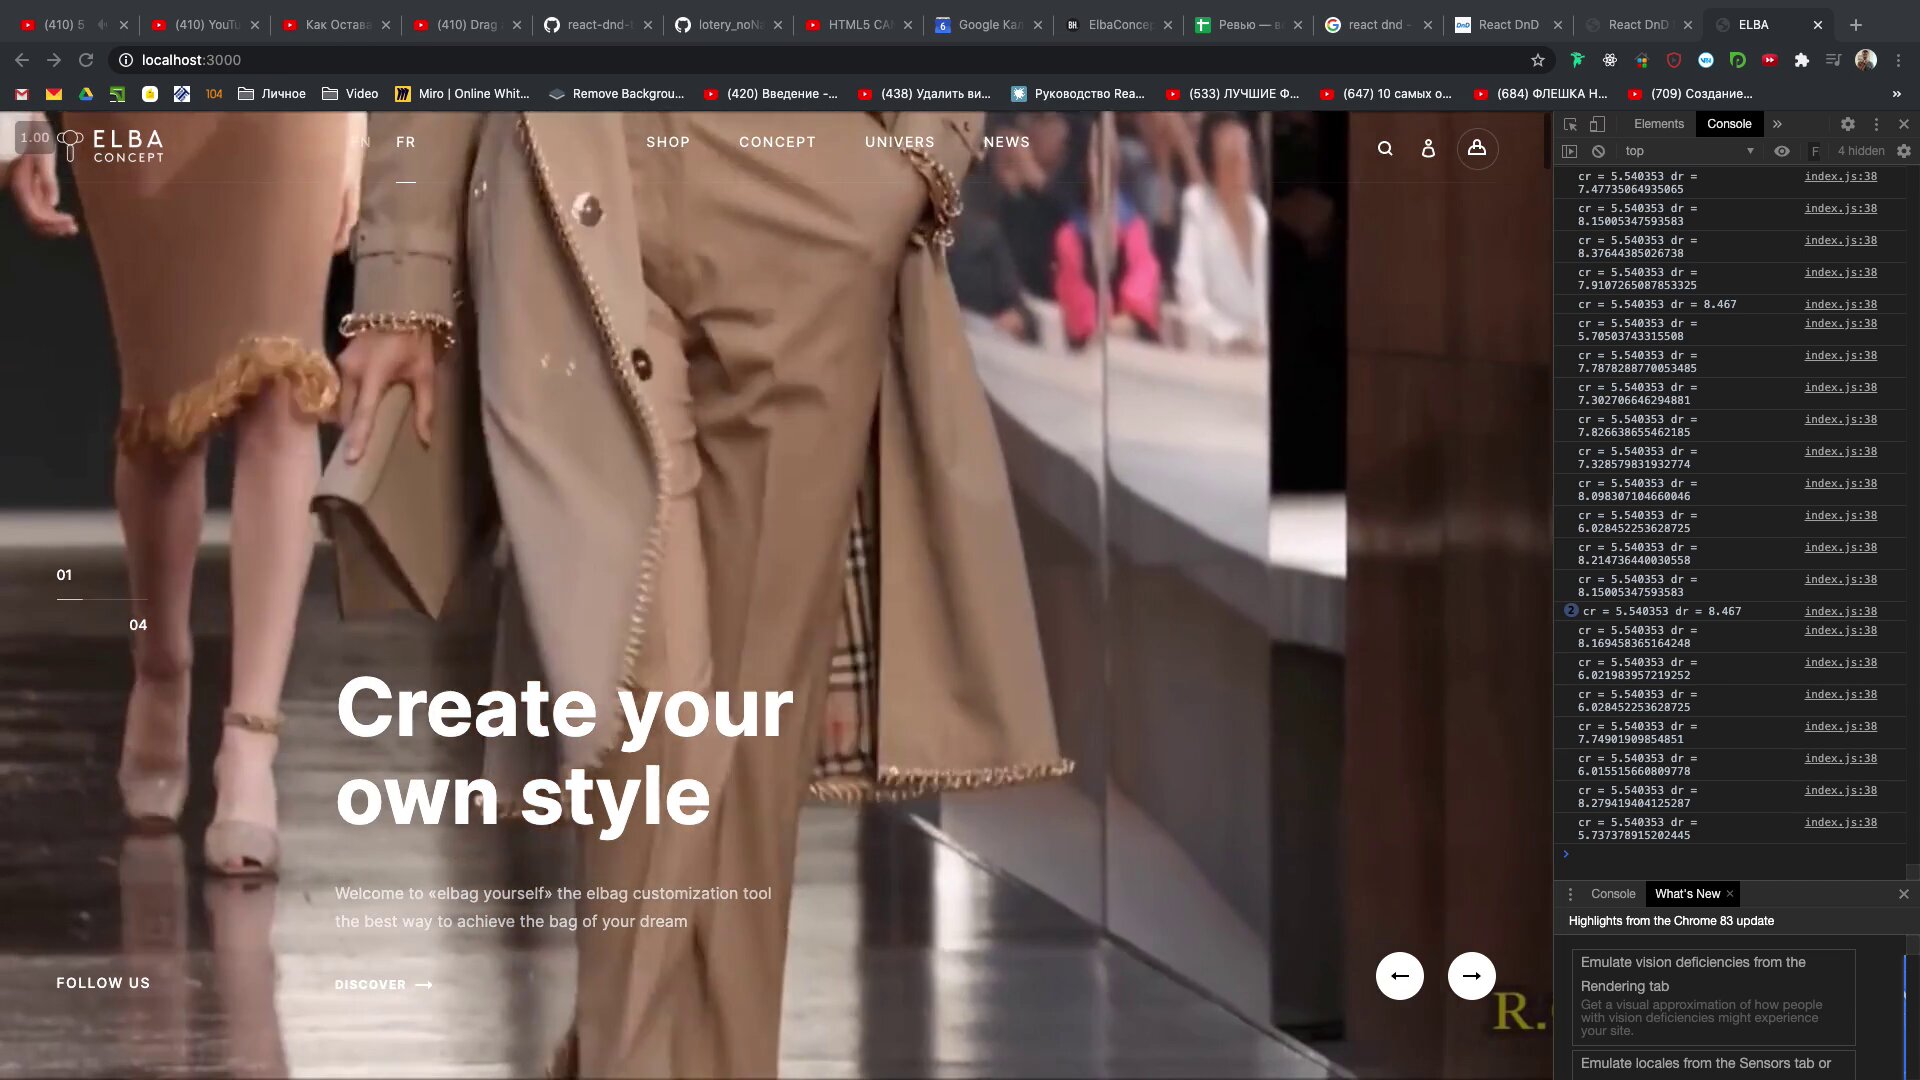 (410) 5
(410) YouTu
Как Остава
(410) Drag
react-dnd-t
lotery_noNa
HTML5 CAN
Google Кал
ElbaConcep
Ревью — в
react dnd -
React DnD
React DnD
ELBA
localhost:3000
104
Личное
Video
Miro | Online Whit...
Remove Backgrou...
(420) Введение -...
(438) Удалить ви...
Руководство Rea...
(533) ЛУЧШИЕ Ф...
(647) 10 самых о...
(684) ФЛЕШКА Н...
(709) Создание...
»
1.00
ELBA
CONCEPT
EN
FR
SHOP
CONCEPT
UNIVERS
NEWS
01
04
Create your
own style
Welcome to «elbag yourself» the elbag customization tool
the best way to achieve the bag of your dream
DISCOVER
FOLLOW US
R.
Elements
Console
»
top
F
4 hidden
cr = 5.540353 dr = index.js:38
7.47735064935065
cr = 5.540353 dr = index.js:38
8.15005347593583
cr = 5.540353 dr = index.js:38
8.37644385026738
cr = 5.540353 dr = index.js:38
7.9107265087853325
cr = 5.540353 dr = 8.467 index.js:38
cr = 5.540353 dr = index.js:38
5.70503743315508
cr = 5.540353 dr = index.js:38
7.7878288770053485
cr = 5.540353 dr = index.js:38
7.302706646294881
cr = 5.540353 dr = index.js:38
7.826638655462185
cr = 5.540353 dr = index.js:38
7.328579831932774
cr = 5.540353 dr = index.js:38
8.098307104660046
cr = 5.540353 dr = index.js:38
6.028452253628725
cr = 5.540353 dr = index.js:38
8.214736440030558
cr = 5.540353 dr = index.js:38
8.15005347593583
2 cr = 5.540353 dr = 8.467 index.js:38
cr = 5.540353 dr = index.js:38
8.169458365164248
cr = 5.540353 dr = index.js:38
6.021983957219252
cr = 5.540353 dr = index.js:38
6.028452253628725
cr = 5.540353 dr = index.js:38
7.74901909854851
cr = 5.540353 dr = index.js:38
6.015515660809778
cr = 5.540353 dr = index.js:38
8.279419404125287
cr = 5.540353 dr = index.js:38
5.737378915202445
Console
What's New
Highlights from the Chrome 83 update
Emulate vision deficiencies from the
Rendering tab
Get a visual approximation of how people
with vision deficiencies might experience
your site.
Emulate locales from the Sensors tab or